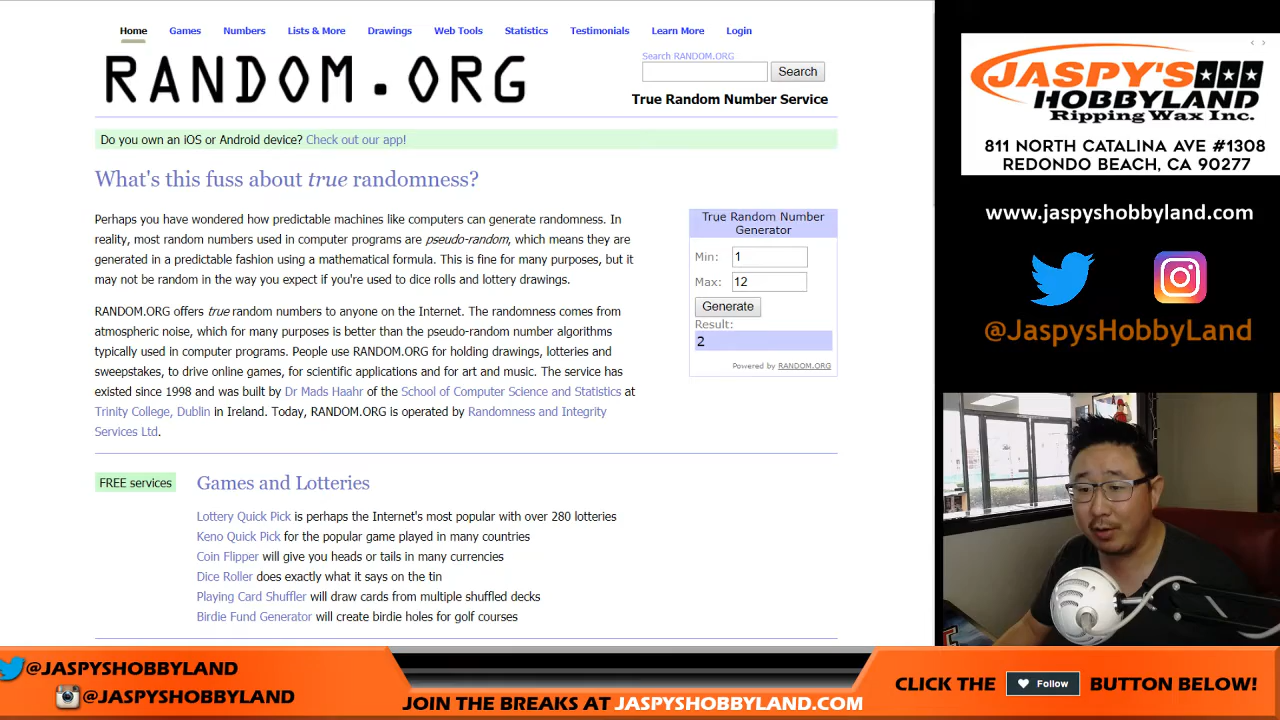 Home Games Numbers Lists & More Drawings Web Tools Statistics Testimonials Learn More Login
RANDOM.ORG
Search RANDOM.ORG
Search
True Random Number Service
Do you own an iOS or Android device? Check out our app!
What's this fuss about true randomness?
Perhaps you have wondered how predictable machines like computers can generate randomness. In
reality, most random numbers used in computer programs are pseudo-random, which means they are
generated in a predictable fashion using a mathematical formula. This is fine for many purposes, but it
may not be random in the way you expect if you're used to dice rolls and lottery drawings.
RANDOM.ORG offers true random numbers to anyone on the Internet. The randomness comes from
atmospheric noise, which for many purposes is better than the pseudo-random number algorithms
typically used in computer programs. People use RANDOM.ORG for holding drawings, lotteries and
sweepstakes, to drive online games, for scientific applications and for art and music. The service has
existed since 1998 and was built by Dr Mads Haahr of the School of Computer Science and Statistics at
Trinity College, Dublin in Ireland. Today, RANDOM.ORG is operated by Randomness and Integrity
Services Ltd.
True Random Number
Generator
Min: 1
Max: 12
Generate
Result:
2
Powered by RANDOM.ORG
FREE services
Games and Lotteries
Lottery Quick Pick is perhaps the Internet's most popular with over 280 lotteries
Keno Quick Pick for the popular game played in many countries
Coin Flipper will give you heads or tails in many currencies
Dice Roller does exactly what it says on the tin
Playing Card Shuffler will draw cards from multiple shuffled decks
Birdie Fund Generator will create birdie holes for golf courses
JASPY'S
HOBBYLAND
Ripping Wax Inc.
811 NORTH CATALINA AVE #1308
REDONDO BEACH, CA 90277
www.jaspyshobbyland.com
@JaspysHobbyLand
@JASPYSHOBBYLAND
@JASPYSHOBBYLAND
JOIN THE BREAKS AT JASPYSHOBBYLAND.COM
CLICK THE Follow BUTTON BELOW!